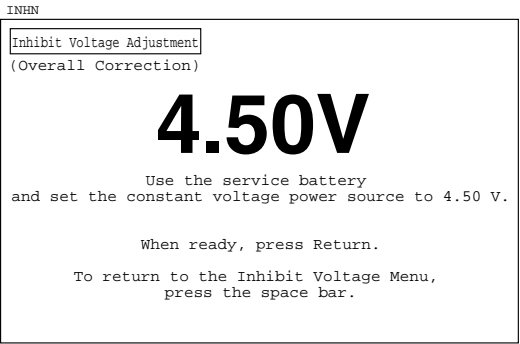 INHN
Inhibit Voltage Adjustment
(Overall Correction)
4.50V
Use the service battery
and set the constant voltage power source to 4.50 V.
When ready, press Return.
To return to the Inhibit Voltage Menu,
press the space bar.